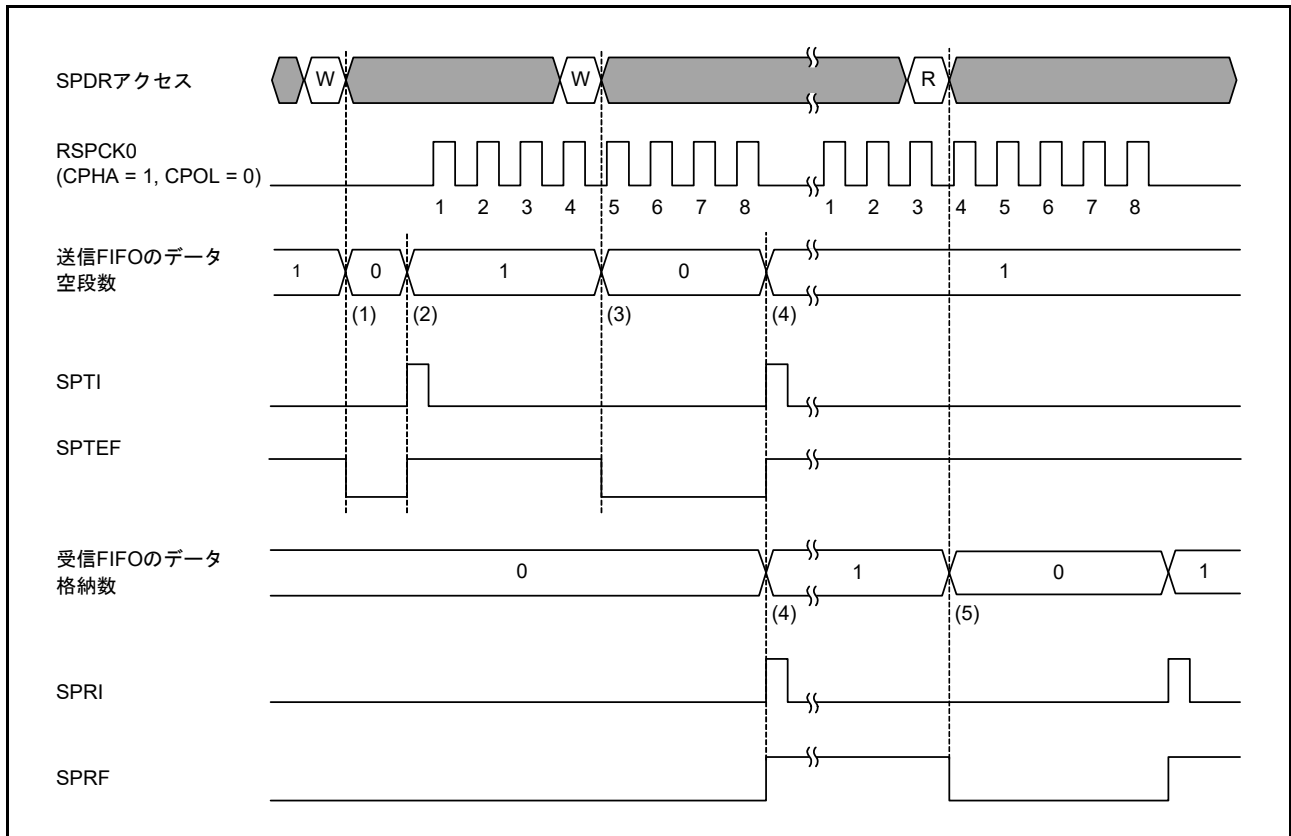 SPDRアクセス
W
W
R
RSPCK0
(CPHA = 1, CPOL = 0)
1 2 3 4 5 6 7 8 1 2 3 4 5 6 7 8
送信FIFOのデータ
空段数
1 0 1 0 1
(1) (2) (3) (4)
SPTI
SPTEF
受信FIFOのデータ
格納数
0 1 0 1
(4) (5)
SPRI
SPRF